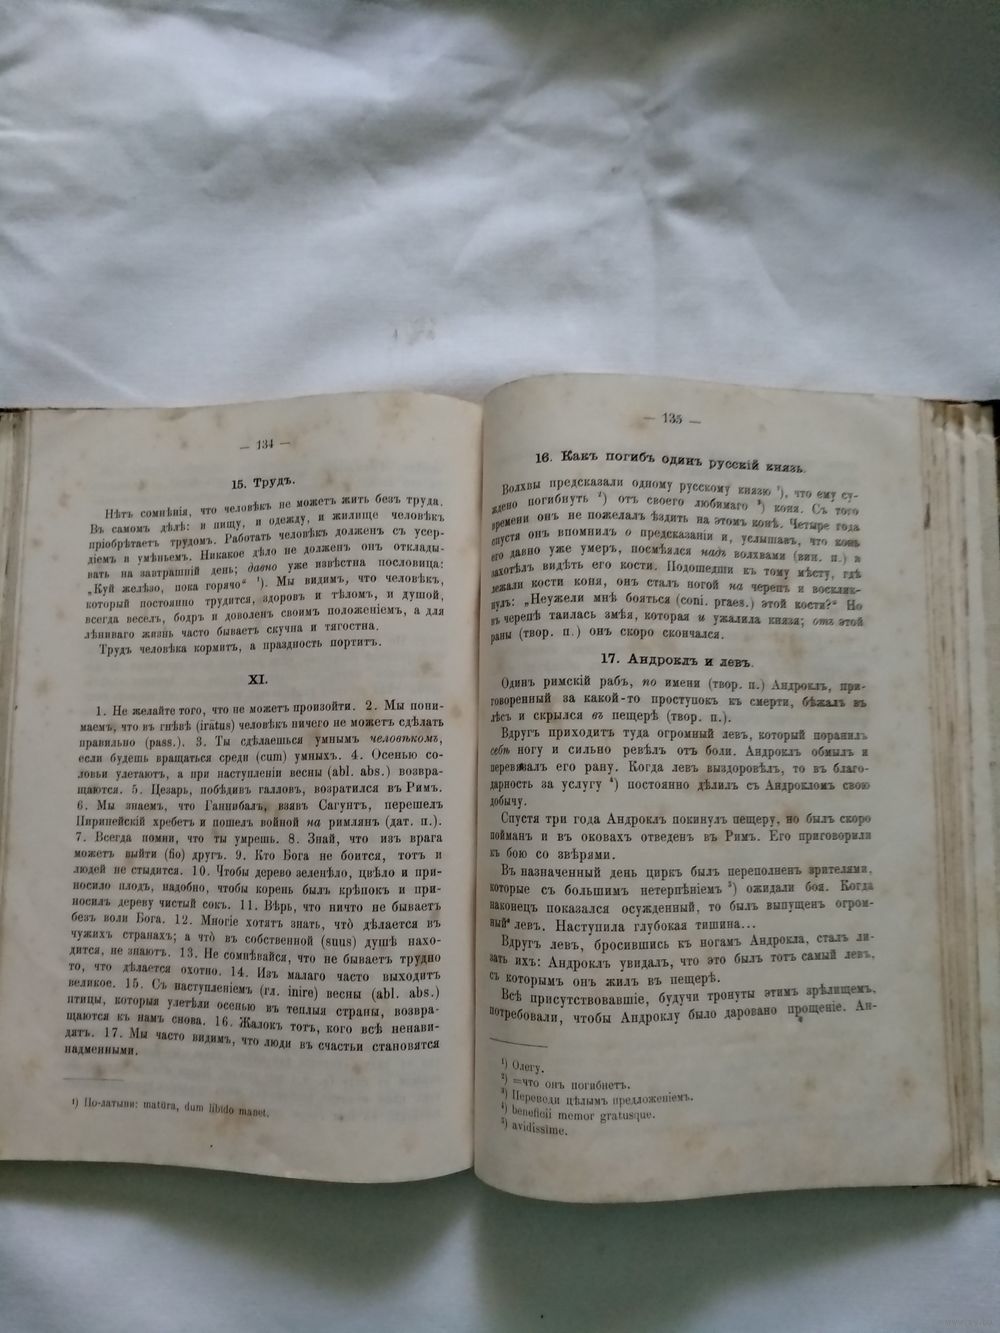 — 134 —
15. Трудъ.
Нѣтъ сомнѣнія, что человѣкъ не можетъ жить безъ труда.
Въ самомъ дѣлѣ: и пищу, и одежду, и жилище человѣкъ
пріобрѣтаетъ трудомъ. Работать человѣкъ долженъ съ усер-
діемъ и умѣньемъ. Никакое дѣло не долженъ онъ отклады-
вать на завтрашній день; давно уже извѣстна пословица:
„Куй желѣзо, пока горячо“ ¹). Мы видимъ, что человѣкъ,
который постоянно трудится, здоровъ и тѣломъ, и душой,
всегда веселъ, бодръ и доволенъ своимъ положеніемъ, а для
лѣниваго жизнь часто бываетъ скучна и тягостна.
Трудъ человѣка кормитъ, а праздность портитъ.
XI.
1. Не желайте того, что не можетъ произойти. 2. Мы пони-
маемъ, что въ гнѣвѣ (irātus) человѣкъ ничего не можетъ сдѣлать
правильно (pass.). 3. Ты сдѣлаешься умнымъ человѣкомъ,
если будешь вращаться среди (cum) умныхъ. 4. Осенью со-
ловьи улетаютъ, а при наступленіи весны (abl. abs.) возвра-
щаются. 5. Цезарь, побѣдивъ галловъ, возратился въ Римъ.
6. Мы знаемъ, что Ганнибалъ, взявъ Сагунтъ, перешелъ
Пиринейскій хребетъ и пошелъ войной на римлянъ (дат. п.).
7. Всегда помни, что ты умрешь. 8. Знай, что изъ врага
можетъ выйти (fio) другъ. 9. Кто Бога не боится, тотъ и
людей не стыдится. 10. Чтобы дерево зеленѣло, цвѣло и при-
носило плодъ, надобно, чтобы корень былъ крѣпокъ и при-
носилъ дереву чистый сокъ. 11. Вѣрь, что ничто не бываетъ
безъ воли Бога. 12. Многіе хотятъ знать, что̀ дѣлается въ
чужихъ странахъ; а что̀ въ собственной (suus) душѣ нахо-
дится, не знаютъ. 13. Не сомнѣвайся, что не бываетъ трудно
то, что дѣлается охотно. 14. Изъ малаго часто выходитъ
великое. 15. Съ наступленіемъ (гл. inire) весны (abl. abs.)
птицы, которыя улетѣли осенью въ теплыя страны, возвра-
щаются къ намъ снова. 16. Жалокъ тотъ, кого всѣ ненави-
дятъ. 17. Мы часто видимъ, что люди въ счастьи становятся
надменными.
¹) По-латыни: matūra, dum libido manet.
— 135 —
16. Какъ погибъ одинъ русскій князь.
Волхвы предсказали одному русскому князю ¹), что ему су-
ждено погибнуть ²) отъ своего любимаго ³) коня. Съ того
времени онъ не пожелалъ ѣздить на этомъ конѣ. Четыре года
спустя онъ вспомнилъ о предсказаніи и, услышавъ, что конь
его давно уже умеръ, посмѣялся надъ волхвами (вин. п.) и
захотѣлъ видѣть его кости. Подошедши къ тому мѣсту, гдѣ
лежали кости коня, онъ сталъ ногой на черепъ и восклик-
нулъ: „Неужели мнѣ бояться (coni. praes.) этой кости?“ Но
въ черепѣ таилась змѣя, которая и ужалила князя; отъ этой
раны (твор. п.) онъ скоро скончался.
17. Андроклъ и левъ.
Одинъ римскій рабъ, по имени (твор. п.) Андроклъ, при-
говоренный за какой-то проступокъ къ смерти, бѣжалъ въ
лѣсъ и скрылся въ пещерѣ (твор. п.).
Вдругъ приходитъ туда огромный левъ, который поранилъ
себѣ ногу и сильно ревѣлъ отъ боли. Андроклъ обмылъ и
перевязалъ его рану. Когда левъ выздоровѣлъ, то въ благо-
дарность за услугу ⁴) постоянно дѣлилъ съ Андрокломъ свою
добычу.
Спустя три года Андроклъ покинулъ пещеру, но былъ скоро
пойманъ и въ оковахъ отведенъ въ Римъ. Его приговорили
къ бою со звѣрями.
Въ назначенный день циркъ былъ переполненъ зрителями,
которые съ большимъ нетерпѣніемъ ⁵) ожидали боя. Когда
наконецъ показался осужденный, то былъ выпущенъ огром-
ный левъ. Наступила глубокая тишина...
Вдругъ левъ, бросившись къ ногамъ Андрокла, сталъ ли-
зать ихъ: Андроклъ увидалъ, что это былъ тотъ самый левъ,
съ которымъ онъ жилъ въ пещерѣ.
Всѣ присутствовавшіе, будучи тронуты этимъ зрѣлищемъ,
потребовали, чтобы Андроклу было даровано прощеніе. Ан-
¹) Олегу.
²) =что онъ погибнетъ.
³) Переведи цѣлымъ предложеніемъ.
⁴) beneficii memor gratusque.
⁵) avidissime.